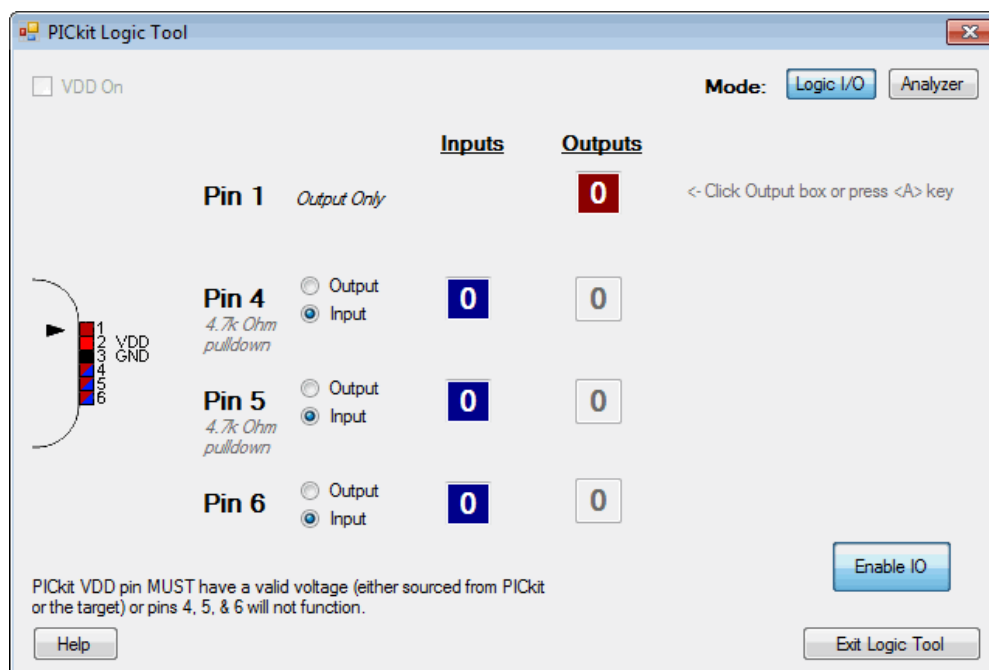 PICkit Logic Tool
VDD On
Mode: Logic I/O Analyzer
Inputs Outputs
Pin 1 Output Only 0 <- Click Output box or press <A> key
Output
Pin 4 0 0
Input
4.7k Ohm
pulldown
1
2 VDD
3 GND
4
5
6
Output
Pin 5 0 0
Input
4.7k Ohm
pulldown
Output
Pin 6 0 0
Input
Enable IO
PICkit VDD pin MUST have a valid voltage (either sourced from PICkit
or the target) or pins 4, 5, & 6 will not function.
Help Exit Logic Tool